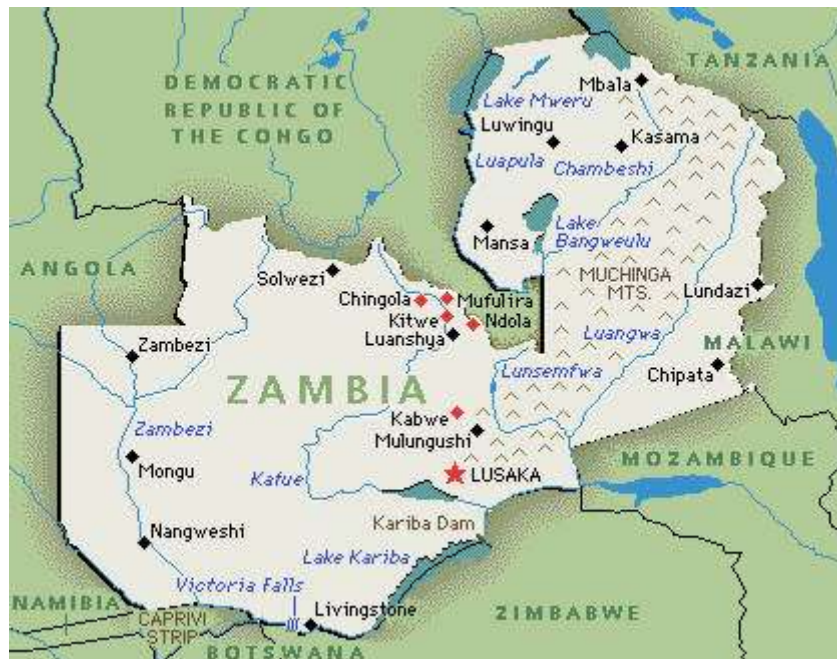 DEMOCRATIC
REPUBLIC OF
THE CONGO
TANZANIA
Mbala
Lake Mweru
Luwingu
Kasama
Luapula
Chambeshi
Lake
Bangweulu
Mansa
ANGOLA
Solwezi
MUCHINGA
MTS.
Lundazi
Chingola
Mufulira
Kitwe
Ndola
Luanshya
Luangwa
MALAWI
Zambezi
Lunsemfwa
Chipata
ZAMBIA
Kabwe
Zambezi
Mulungushi
Mongu
Kafue
LUSAKA
MOZAMBIQUE
Kariba Dam
Nangweshi
Lake Kariba
Victoria Falls
NAMIBIA
CAPRIVI
STRIP
Livingstone
ZIMBABWE
BOTSWANA